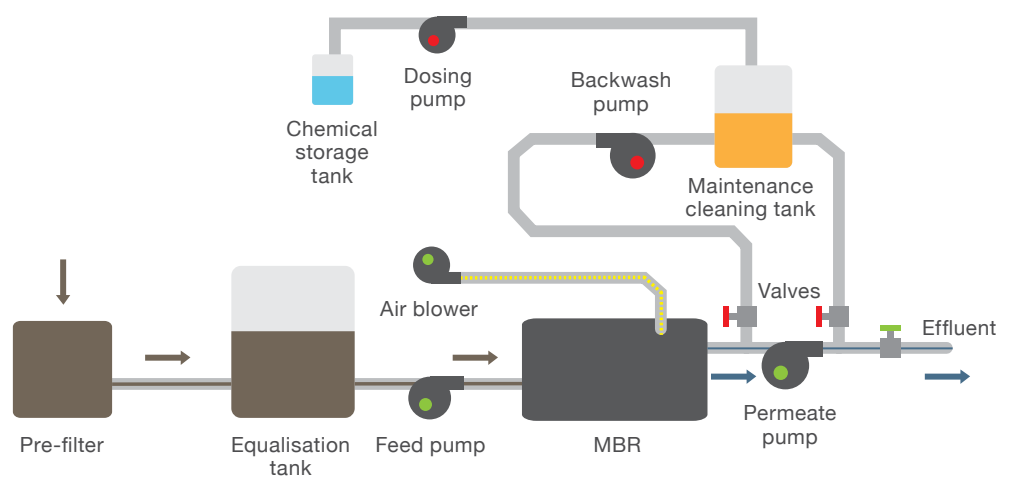 Dosing
pump
Backwash
pump
Chemical
storage
tank
Maintenance
cleaning tank
Air blower
Valves
Effluent
Pre-filter
Equalisation
tank
Feed pump
MBR
Permeate
pump